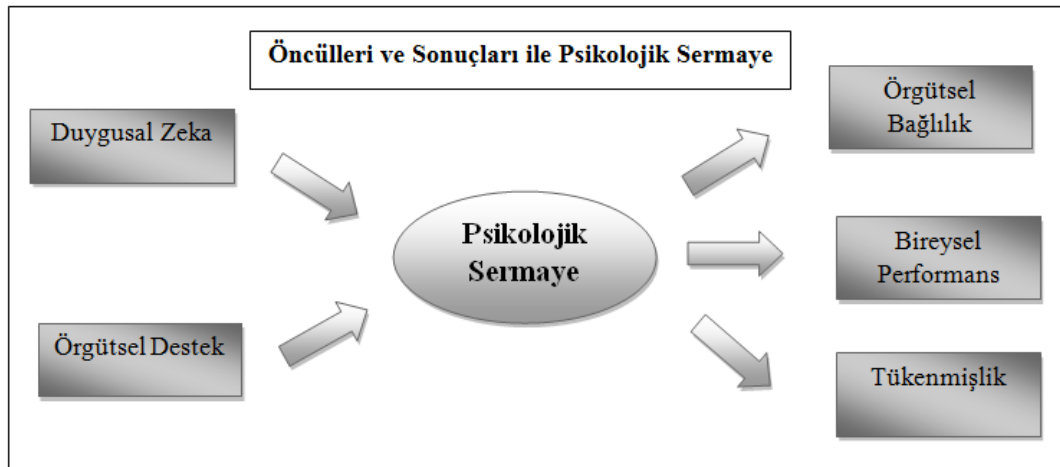 Öncülleri ve Sonuçları ile Psikolojik Sermaye
Duygusal Zeka
Örgütsel Destek
Psikolojik
Sermaye
Örgütsel
Bağlılık
Bireysel
Performans
Tükenmişlik